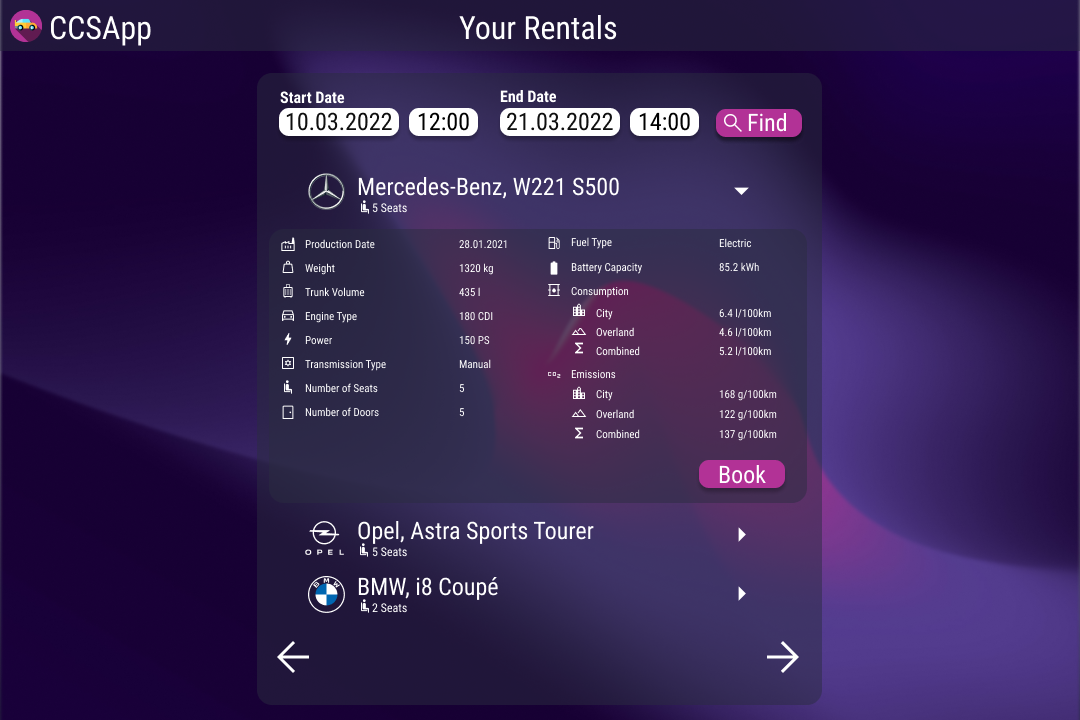 CCSApp
Your Rentals
Start Date
End Date
10.03.2022
12:00
21.03.2022
14:00
Find
Mercedes-Benz, W221 S500
5 Seats
Production Date 28.01.2021
Weight 1320 kg
Trunk Volume 435 l
Engine Type 180 CDI
Power 150 PS
Transmission Type Manual
Number of Seats 5
Number of Doors 5
Fuel Type Electric
Battery Capacity 85.2 kWh
Consumption
City 6.4 l/100km
Overland 4.6 l/100km
Combined 5.2 l/100km
CO₂ Emissions
City 168 g/100km
Overland 122 g/100km
Combined 137 g/100km
Book
OPEL
Opel, Astra Sports Tourer
5 Seats
BMW
BMW, i8 Coupé
2 Seats